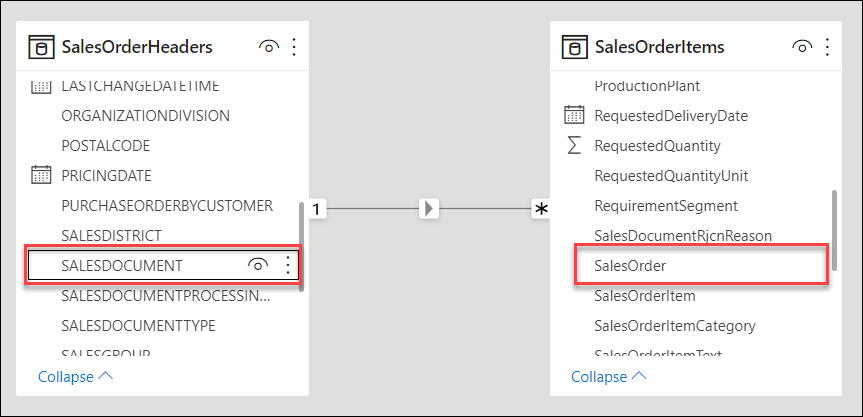 SalesOrderHeaders
LASTCHANGEDATETIME
ORGANIZATIONDIVISION
POSTALCODE
PRICINGDATE
PURCHASEORDERBYCUSTOMER
SALESDISTRICT
SALESDOCUMENT
SALESDOCUMENTPROCESSIN...
SALESDOCUMENTTYPE
SALESGROUP
Collapse
1
*
SalesOrderItems
ProductionPlant
RequestedDeliveryDate
RequestedQuantity
RequestedQuantityUnit
RequirementSegment
SalesDocumentRjcnReason
SalesOrder
SalesOrderItem
SalesOrderItemCategory
SalesOrderItemText
Collapse